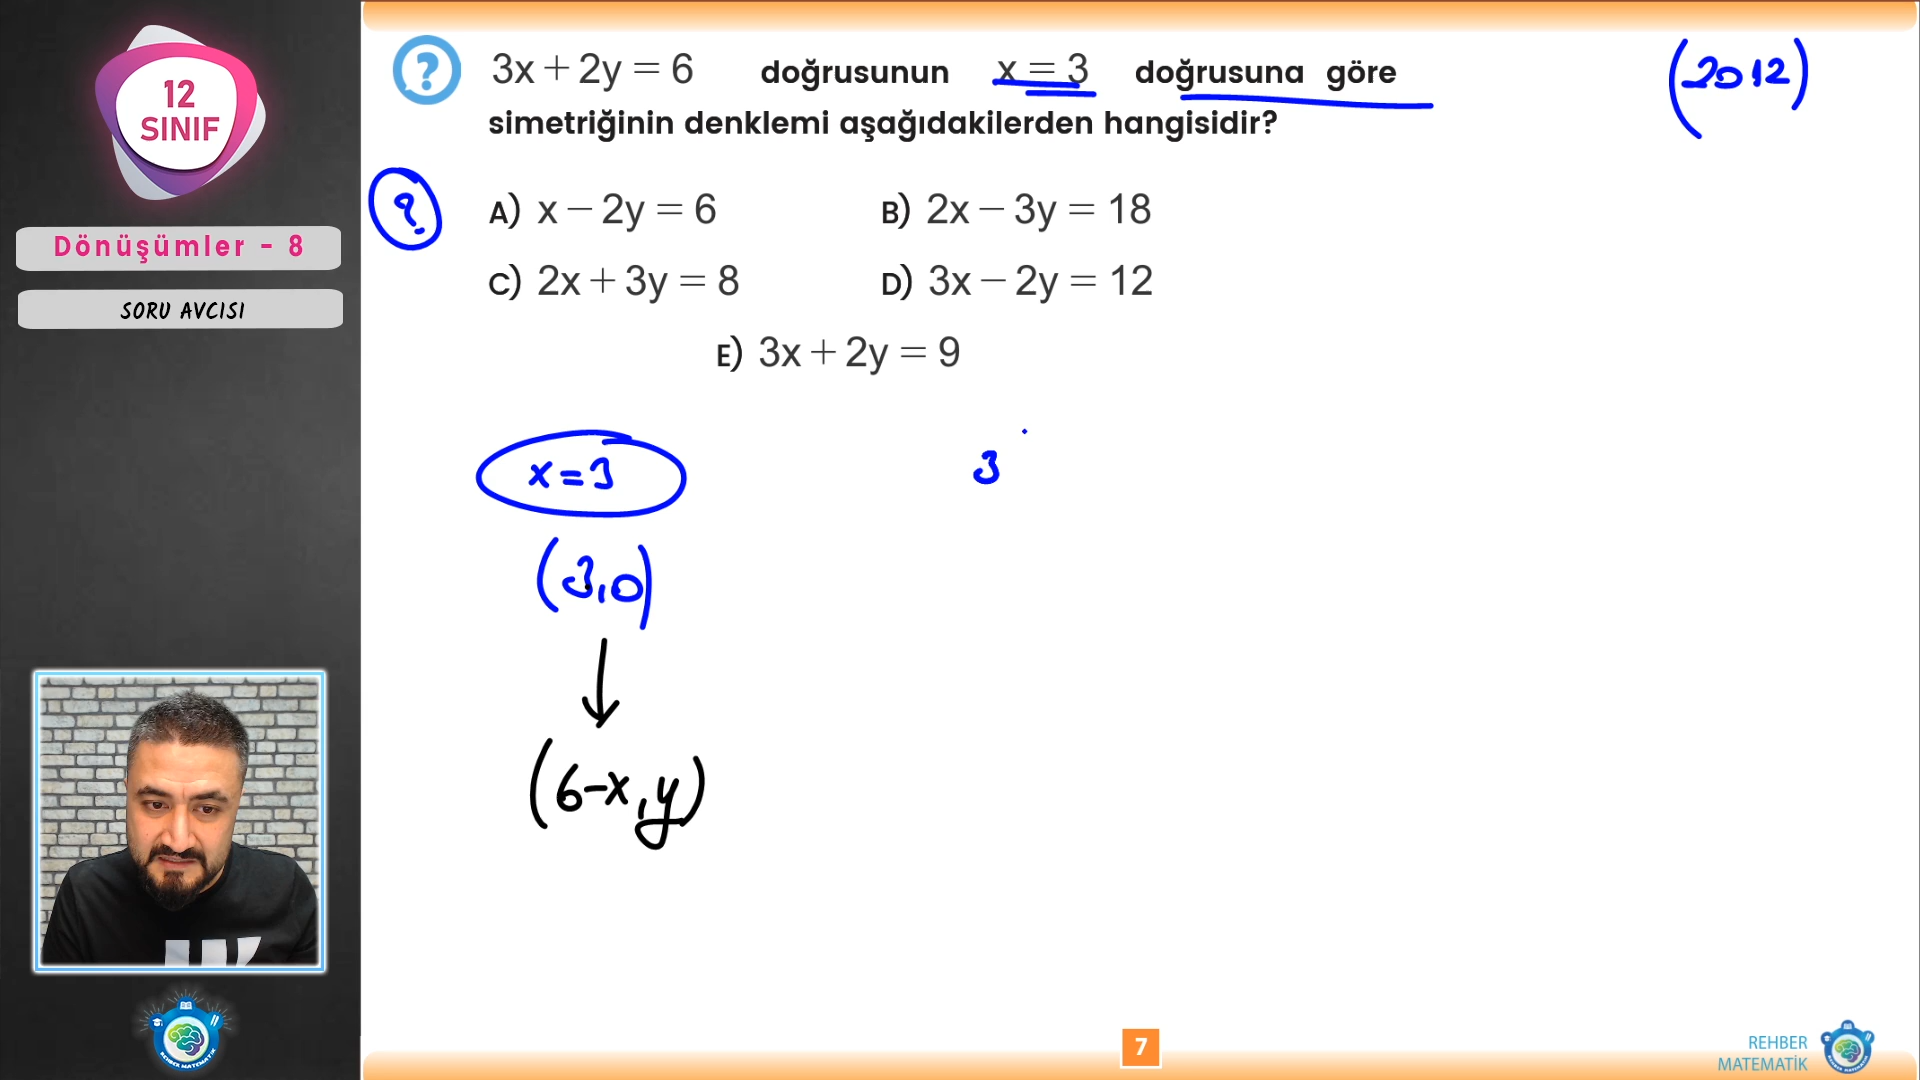 12
SINIF
Dönüşümler - 8
SORU AVCISI
3x + 2y = 6 doğrusunun x = 3 doğrusuna göre
simetriğinin denklemi aşağıdakilerden hangisidir?
(2012)
?
A) x − 2y = 6 B) 2x − 3y = 18
C) 2x + 3y = 8 D) 3x − 2y = 12
E) 3x + 2y = 9
x = 3
3
(3,0)
(6-x,y)
7
REHBER
MATEMATİK
REHBER MATEMATİK